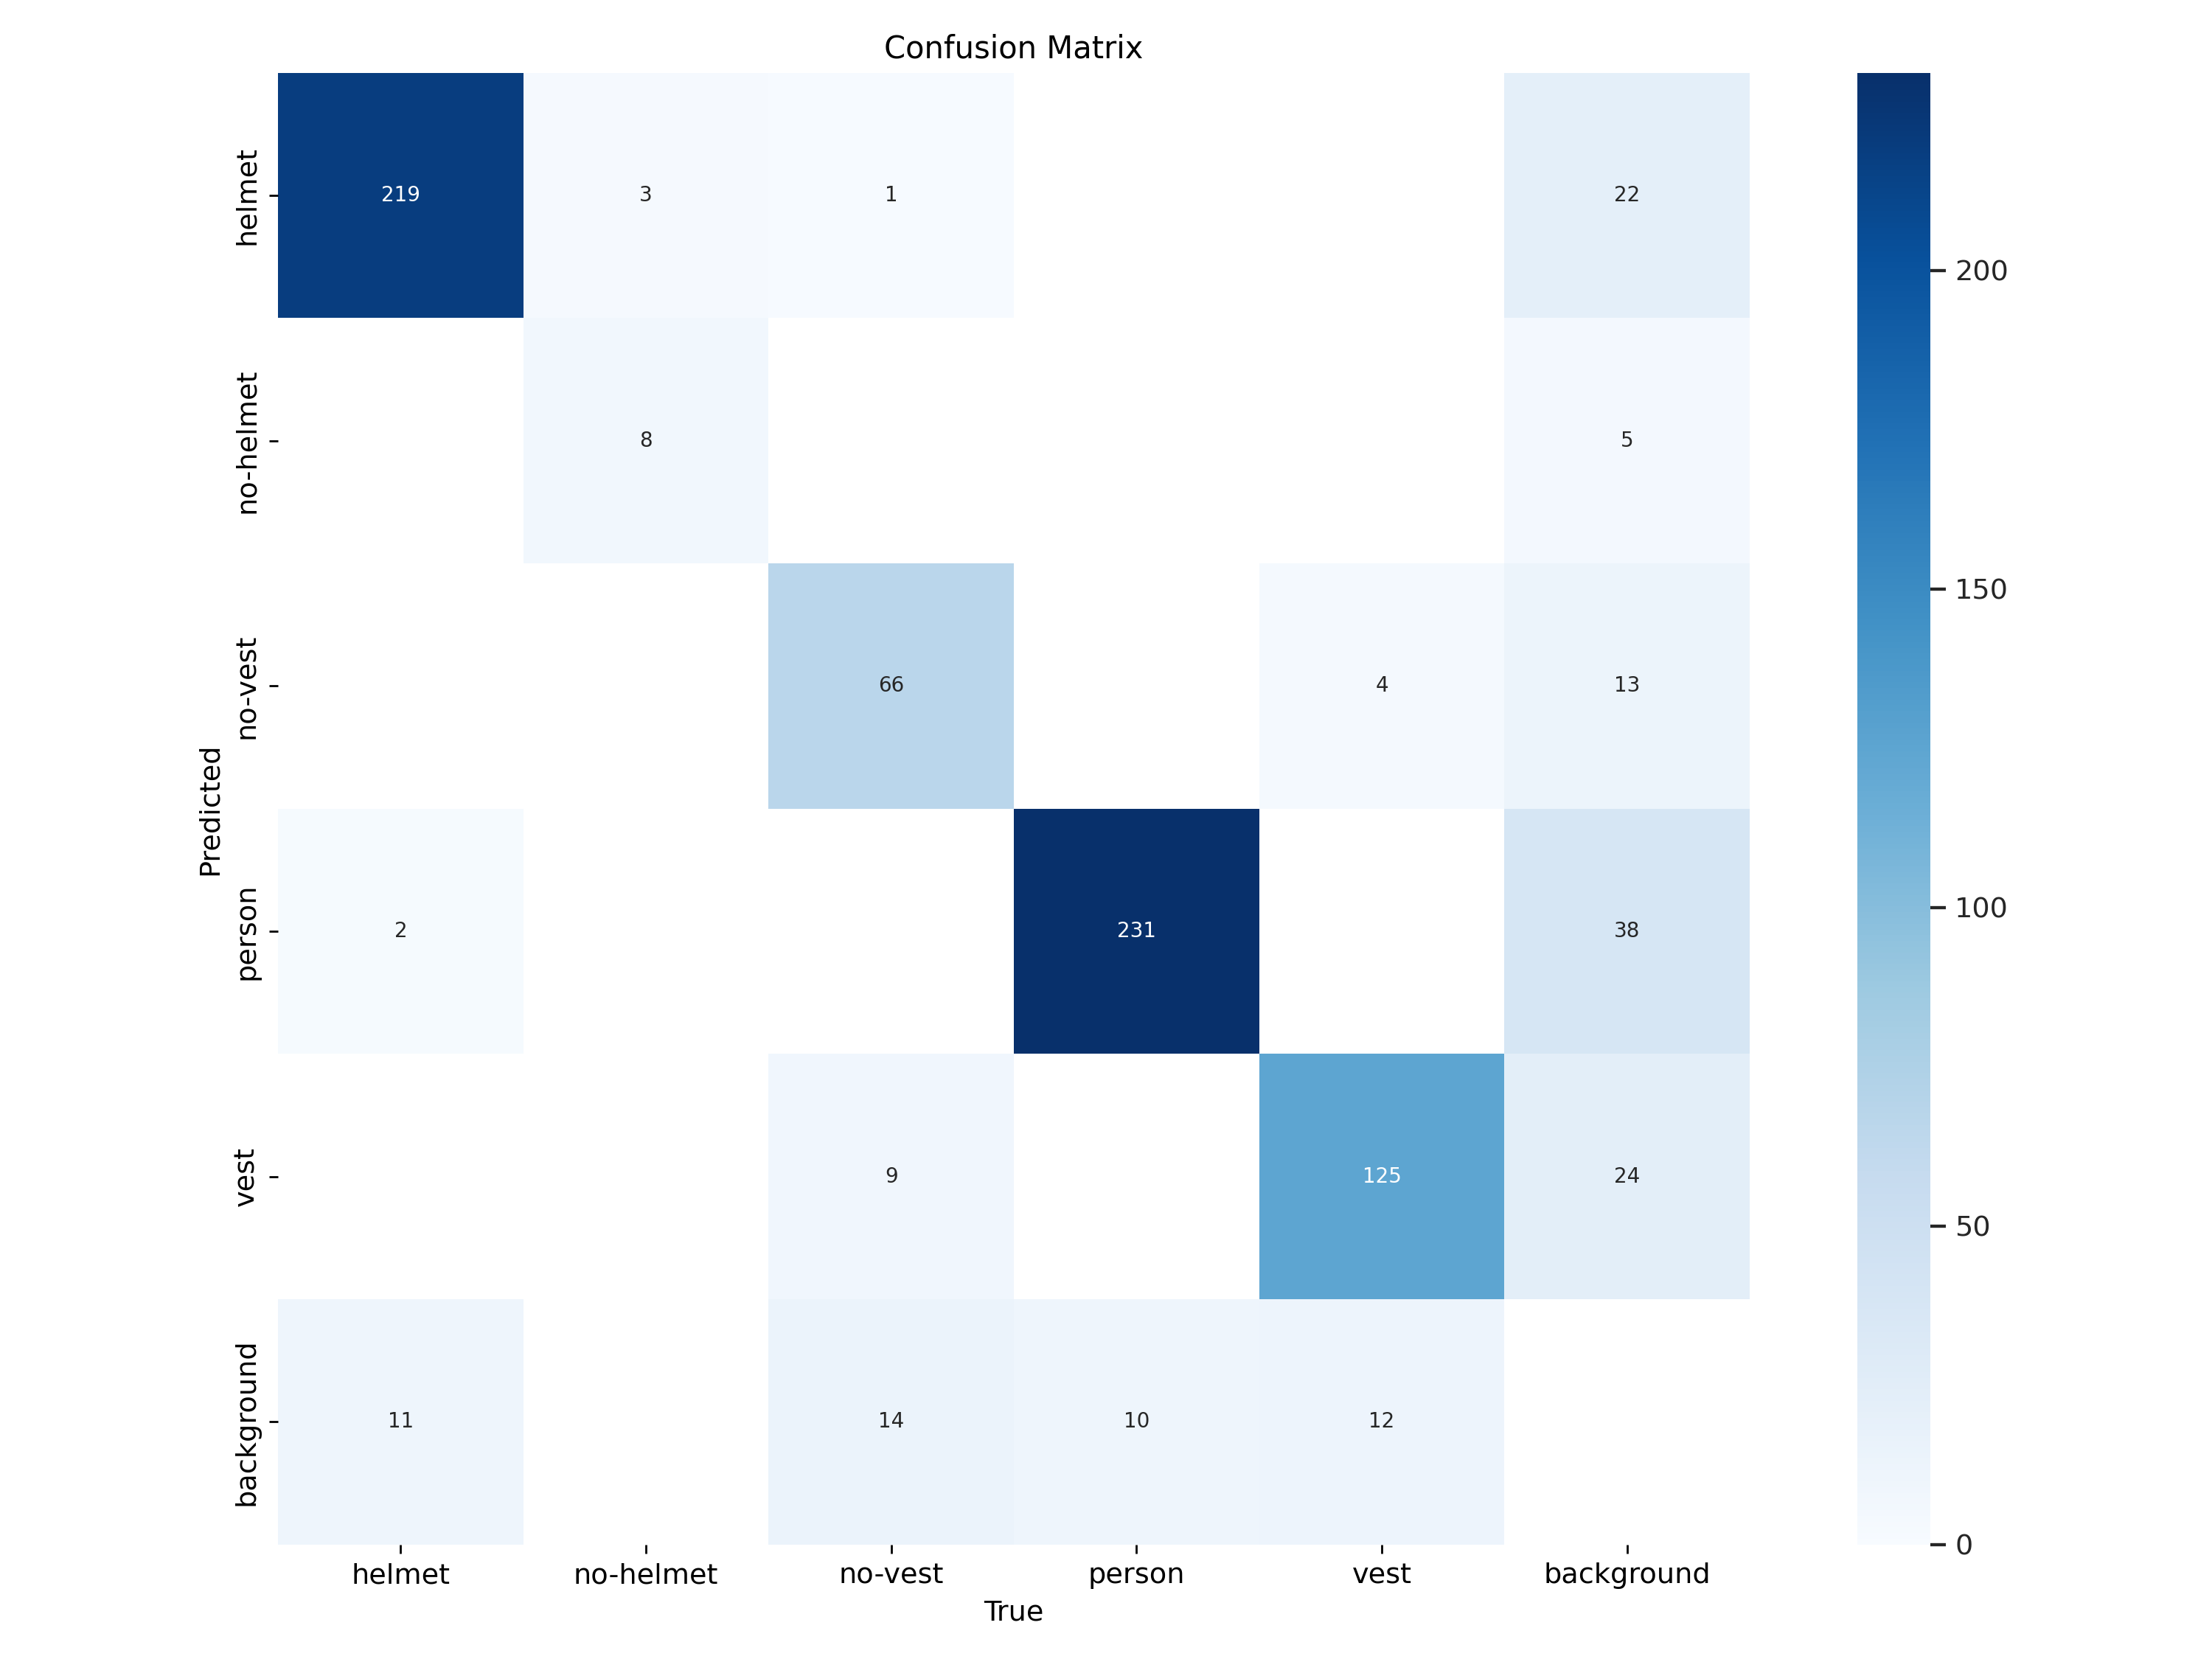 Confusion Matrix
helmet
219
3
1
22
200
no-helmet
8
5
150
no-vest
66
4
13
Predicted
100
person
2
231
38
vest
9
125
24
50
background
11
14
10
12
0
helmet
no-helmet
no-vest
person
vest
background
True